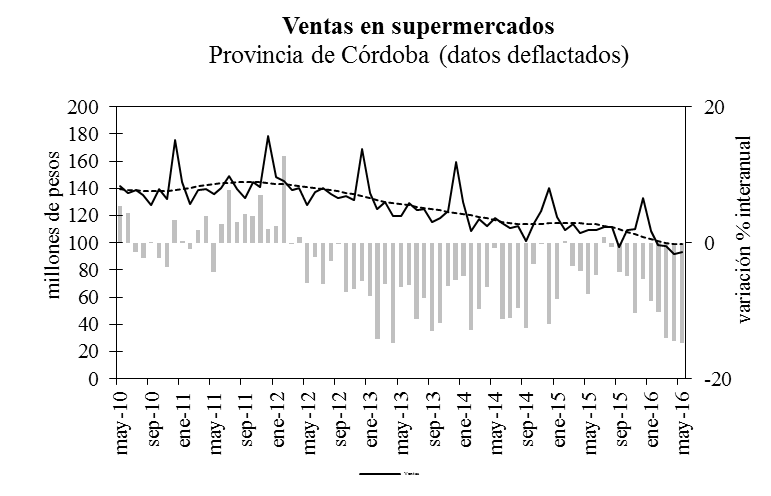 Ventas en supermercados
Provincia de Córdoba (datos deflactados)
millones de pesos
200
180
160
140
120
100
80
60
40
20
0
20
0
-20
variación % interanual
may-10
sep-10
ene-11
may-11
sep-11
ene-12
may-12
sep-12
ene-13
may-13
sep-13
ene-14
may-14
sep-14
ene-15
may-15
sep-15
ene-16
may-16
Ventas